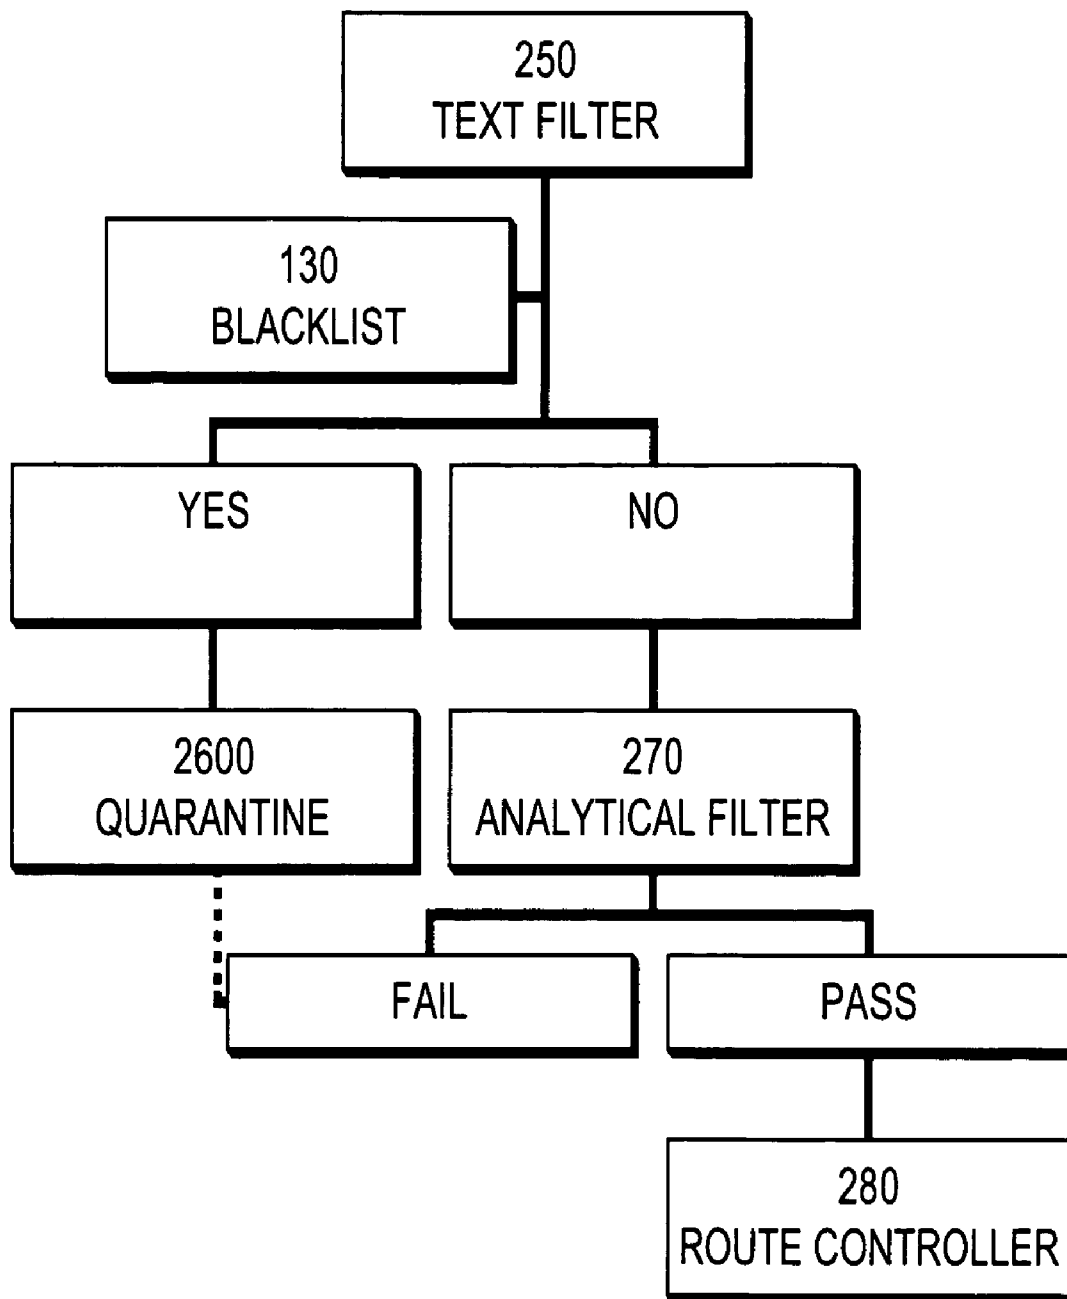 250
TEXT FILTER
130
BLACKLIST
YES
NO
2600
QUARANTINE
270
ANALYTICAL FILTER
FAIL
PASS
280
ROUTE CONTROLLER